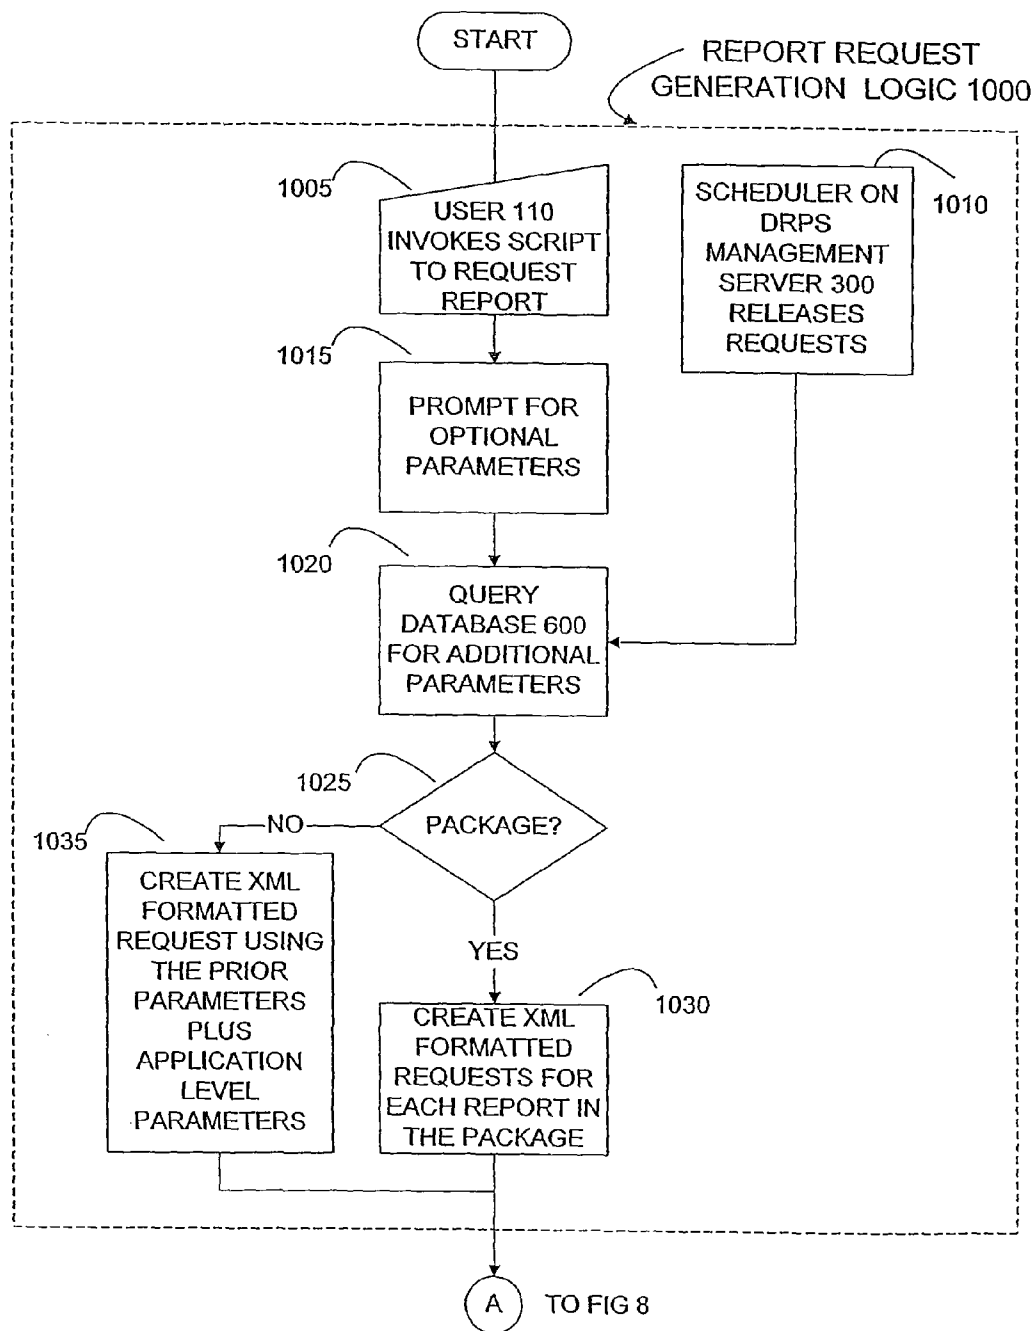 START
REPORT REQUEST
GENERATION LOGIC 1000
1005
USER 110
INVOKES SCRIPT
TO REQUEST
REPORT
SCHEDULER ON
DRPS
MANAGEMENT
SERVER 300
RELEASES
REQUESTS
1010
1015
PROMPT FOR
OPTIONAL
PARAMETERS
1020
QUERY
DATABASE 600
FOR ADDITIONAL
PARAMETERS
1025
PACKAGE?
NO
1035
CREATE XML
FORMATTED
REQUEST USING
THE PRIOR
PARAMETERS
PLUS
APPLICATION
LEVEL
PARAMETERS
YES
1030
CREATE XML
FORMATTED
REQUESTS FOR
EACH REPORT IN
THE PACKAGE
A TO FIG 8